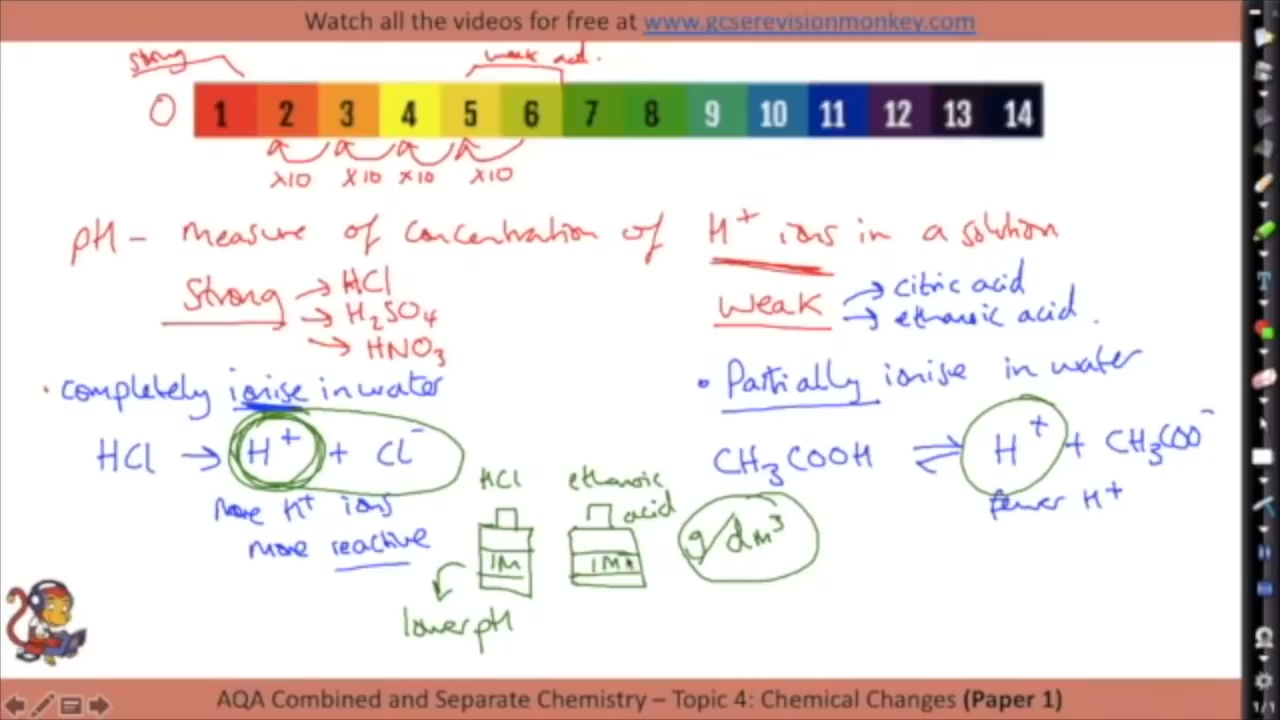 Watch all the videos for free at www.gcserevisionmonkey.com
strong
weak acid.
0 1 2 3 4 5 6 7 8 9 10 11 12 13 14
x10 x10 x10 x10
pH – measure of concentration of H⁺ ions in a solution
Strong → HCl
→ H₂SO₄
→ HNO₃
weak → citric acid
→ ethanoic acid.
• completely ionise in water
• Partially ionise in water
HCl → H⁺ + Cl⁻
CH₃COOH ⇌ H⁺ + CH₃COO⁻
more H⁺ ions
more reactive
fewer H⁺
HCl
ethanoic acid
1M
1M
g/dm³
lower pH
AQA Combined and Separate Chemistry – Topic 4: Chemical Changes (Paper 1)
1/1